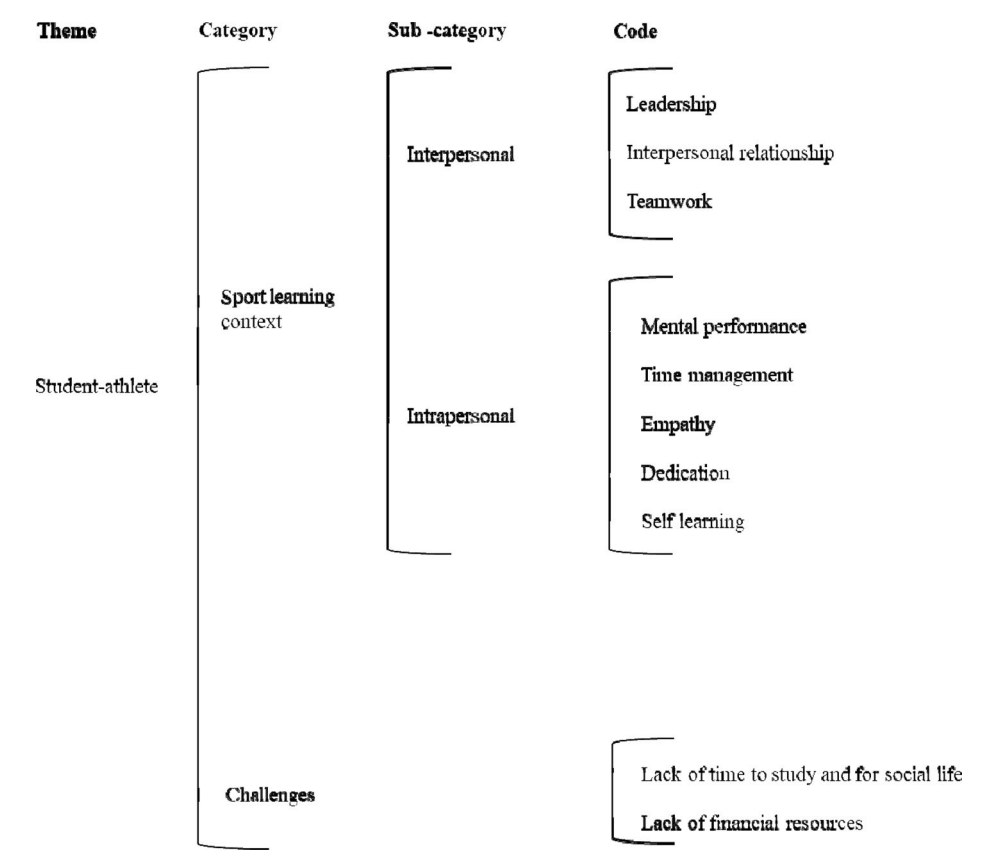 Theme Category Sub -category Code
Leadership
Interpersonal Interpersonal relationship
Teamwork
Sport learning
context
Mental performance
Time management
Student-athlete
Intrapersonal Empathy
Dedication
Self learning
Lack of time to study and for social life
Challenges
Lack of financial resources